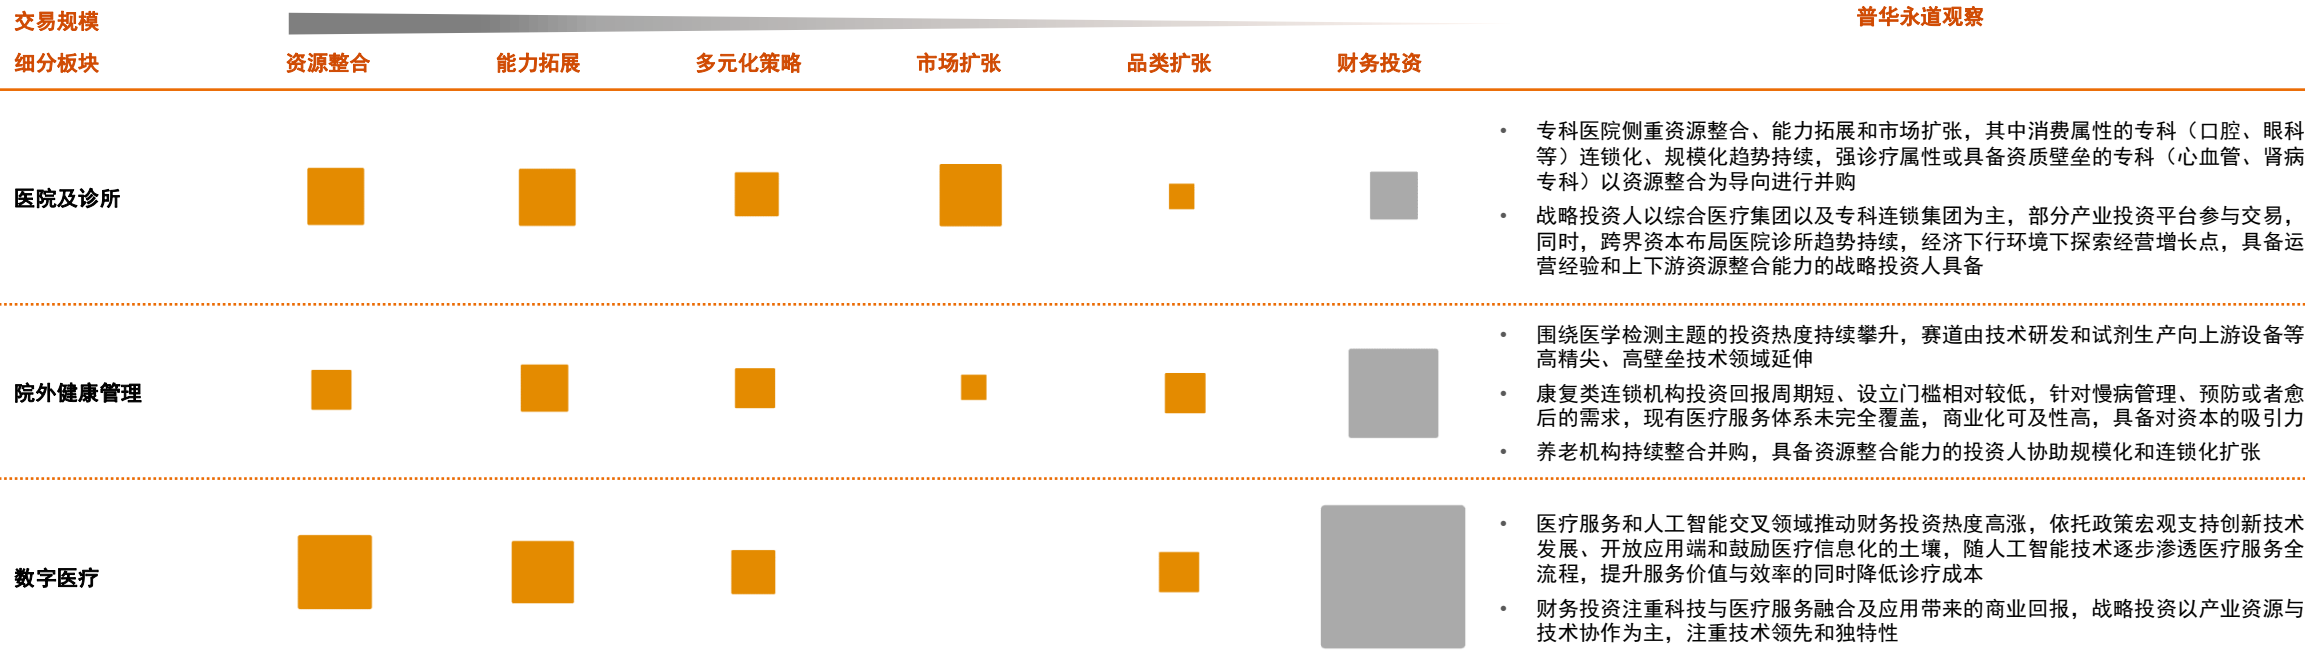 交易规模
普华永道观察
细分板块
资源整合
能力拓展
多元化策略
市场扩张
品类扩张
财务投资
医院及诊所
• 专科医院侧重资源整合、能力拓展和市场扩张，其中消费属性的专科（口腔、眼科
等）连锁化、规模化趋势持续，强诊疗属性或具备资质壁垒的专科（心血管、肾病
专科）以资源整合为导向进行并购
• 战略投资人以综合医疗集团以及专科连锁集团为主，部分产业投资平台参与交易，
同时，跨界资本布局医院诊所趋势持续，经济下行环境下探索经营增长点，具备运
营经验和上下游资源整合能力的战略投资人具备
院外健康管理
• 围绕医学检测主题的投资热度持续攀升，赛道由技术研发和试剂生产向上游设备等
高精尖、高壁垒技术领域延伸
• 康复类连锁机构投资回报周期短、设立门槛相对较低，针对慢病管理、预防或者愈
后的需求，现有医疗服务体系未完全覆盖，商业化可及性高，具备对资本的吸引力
• 养老机构持续整合并购，具备资源整合能力的投资人协助规模化和连锁化扩张
数字医疗
• 医疗服务和人工智能交叉领域推动财务投资热度高涨，依托政策宏观支持创新技术
发展、开放应用端和鼓励医疗信息化的土壤，随人工智能技术逐步渗透医疗服务全
流程，提升服务价值与效率的同时降低诊疗成本
• 财务投资注重科技与医疗服务融合及应用带来的商业回报，战略投资以产业资源与
技术协作为主，注重技术领先和独特性